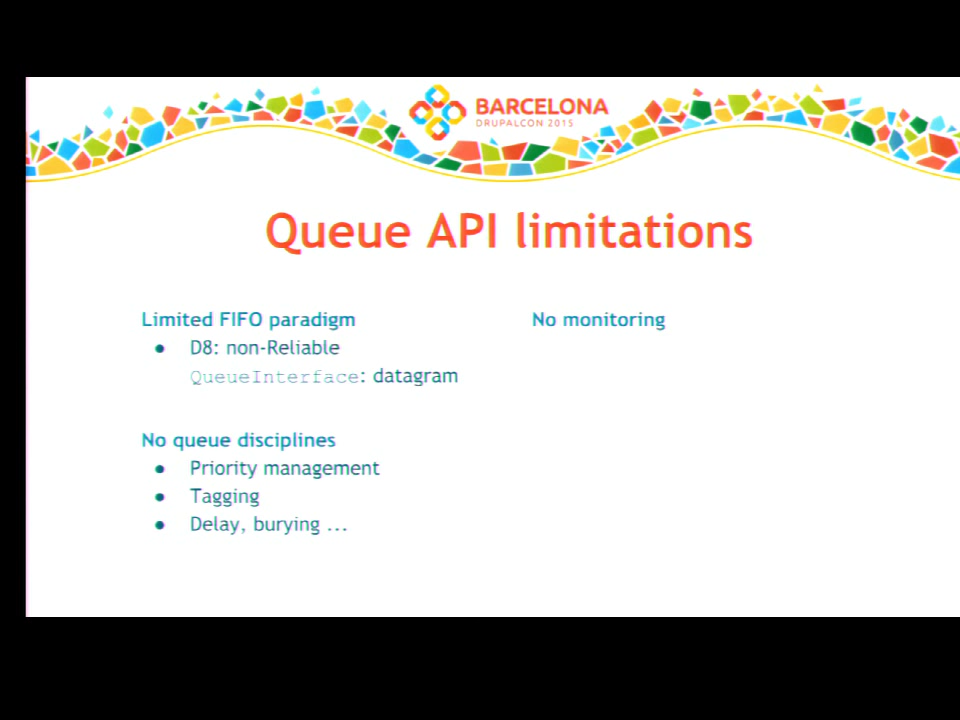 BARCELONA
DRUPALCON 2015
Queue API limitations
Limited FIFO paradigm
● D8: non-Reliable
QueueInterface: datagram
No queue disciplines
● Priority management
● Tagging
● Delay, burying ...
No monitoring